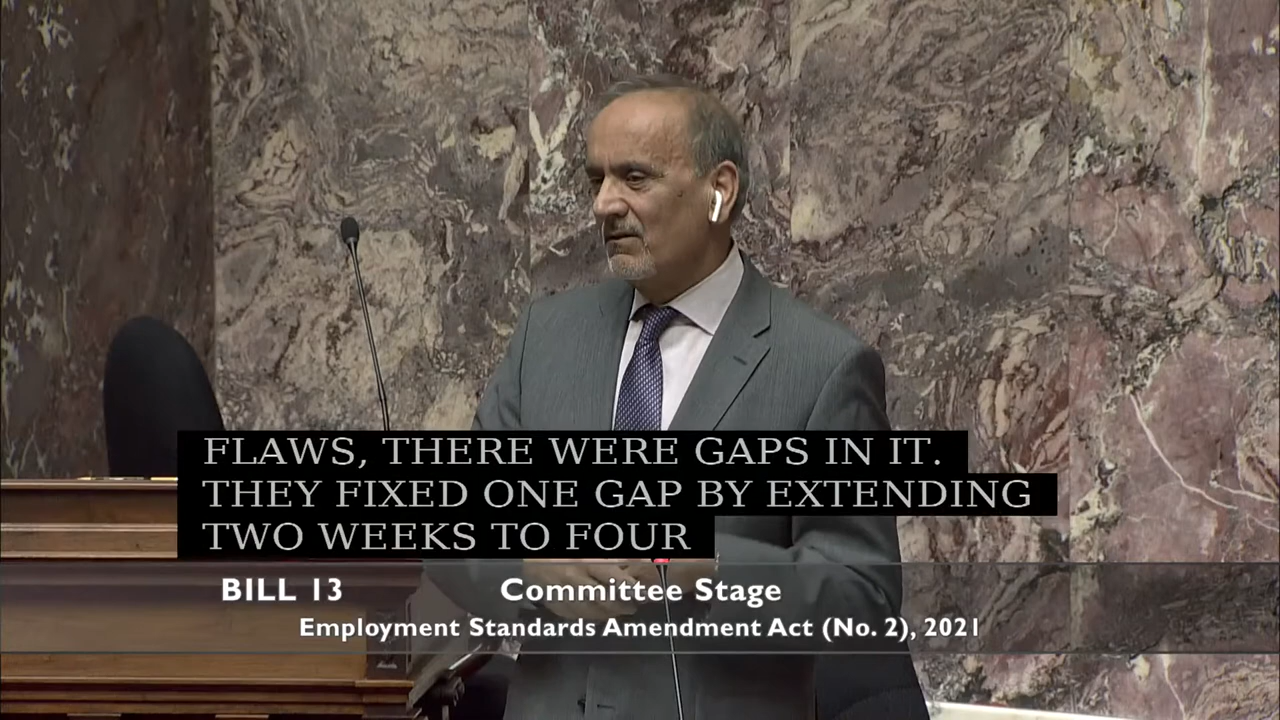 FLAWS, THERE WERE GAPS IN IT.
THEY FIXED ONE GAP BY EXTENDING
TWO WEEKS TO FOUR
BILL 13 Committee Stage
Employment Standards Amendment Act (No. 2), 2021